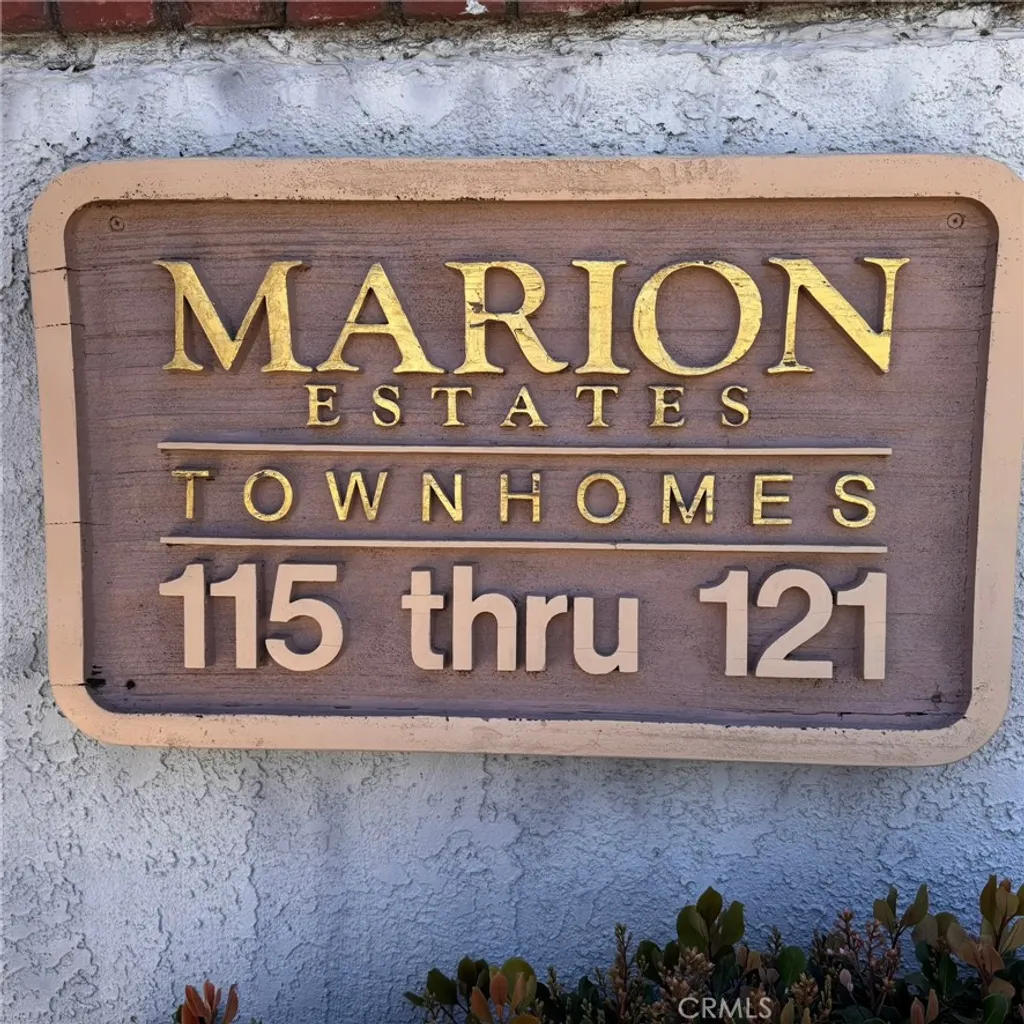 MARION
ESTATES
TOWNHOMES
115 thru 121
CRMLS